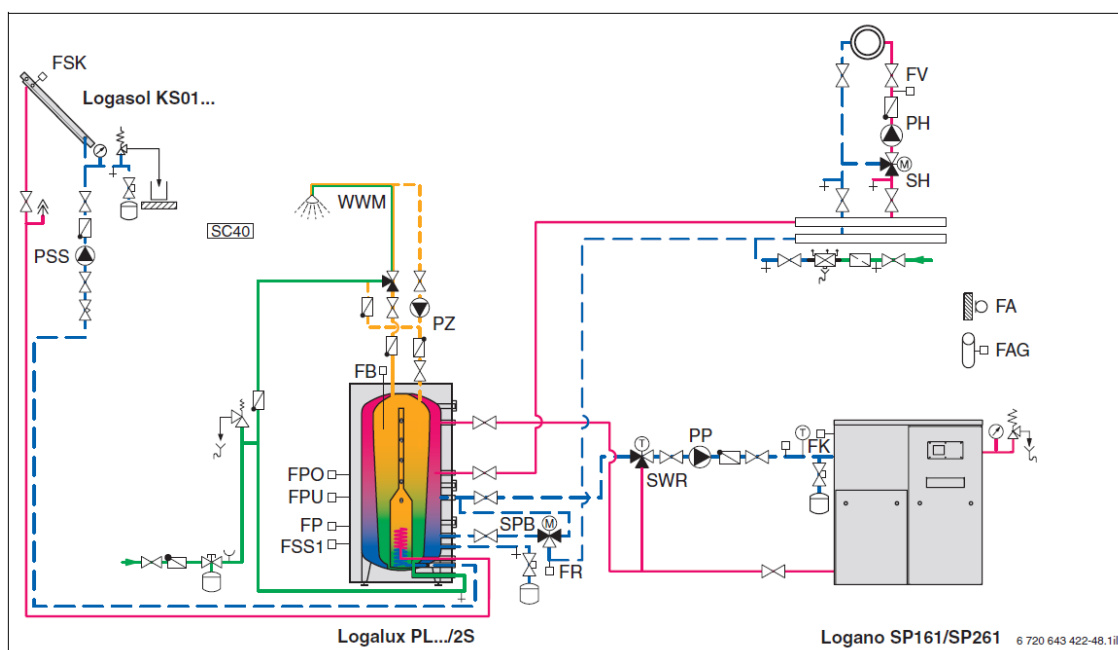 FSK
Logasol KS01...
FV
PH
M
SH
WWM
SC40
PSS
PZ
FA
FAG
FB
T
PP
T
FK
SWR
FPO
FPU
FP
FSS1
SPB
M
FR
Logalux PL.../2S
Logano SP161/SP261
6 720 643 422-48.1il